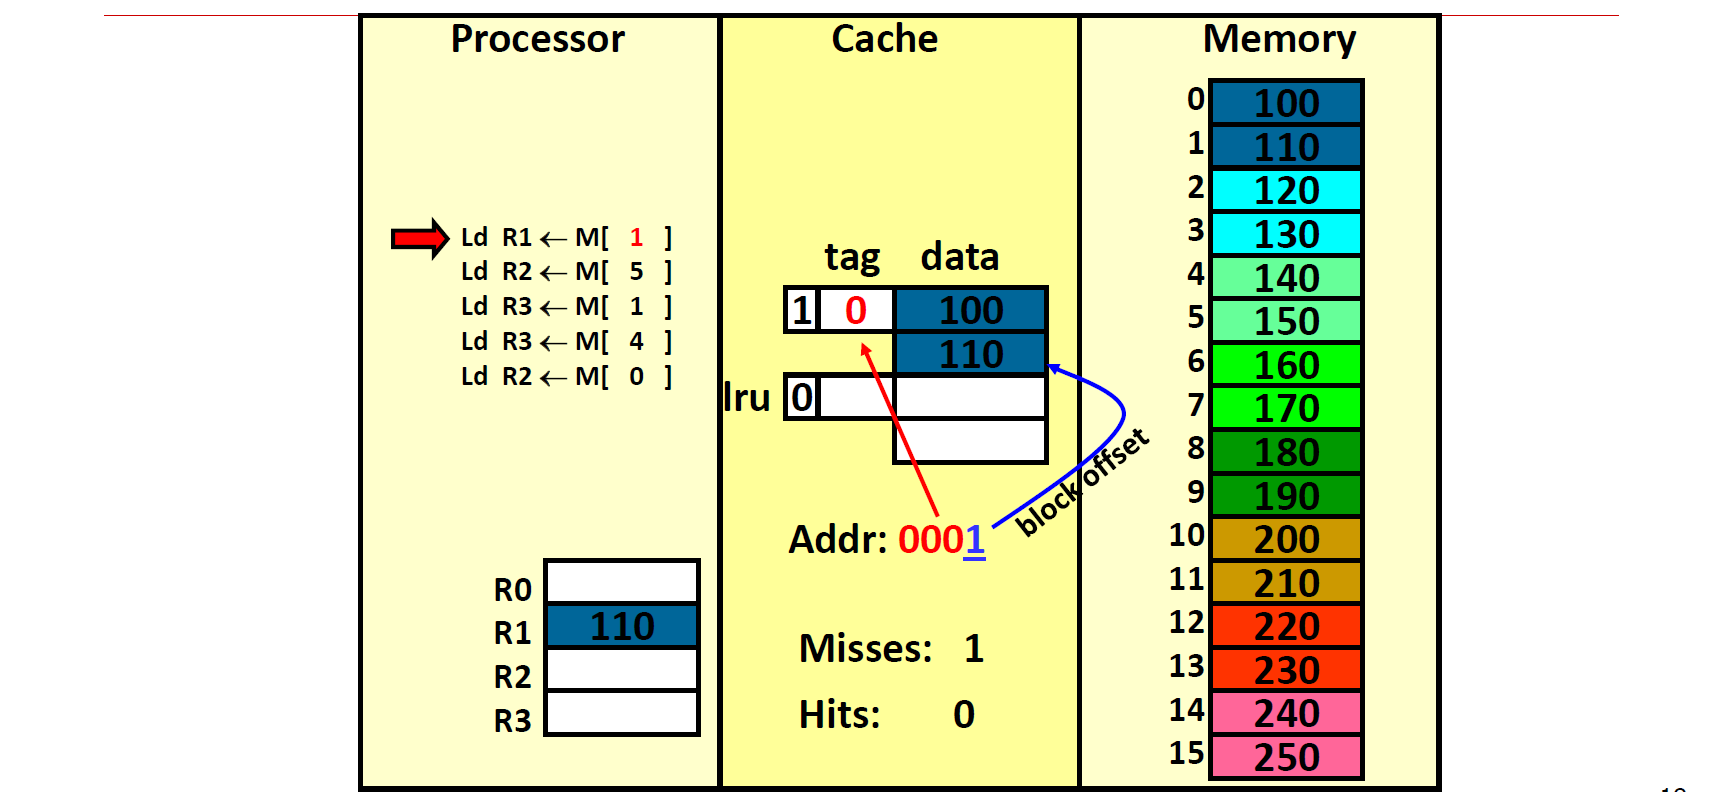 Processor
Cache
Memory
Ld R1 ← M[ 1 ]
Ld R2 ← M[ 5 ]
Ld R3 ← M[ 1 ]
Ld R3 ← M[ 4 ]
Ld R2 ← M[ 0 ]
R0
R1 110
R2
R3
tag data
1 0 100
110
lru 0
Addr: 0001
block offset
Misses: 1
Hits: 0
0 100
1 110
2 120
3 130
4 140
5 150
6 160
7 170
8 180
9 190
10 200
11 210
12 220
13 230
14 240
15 250